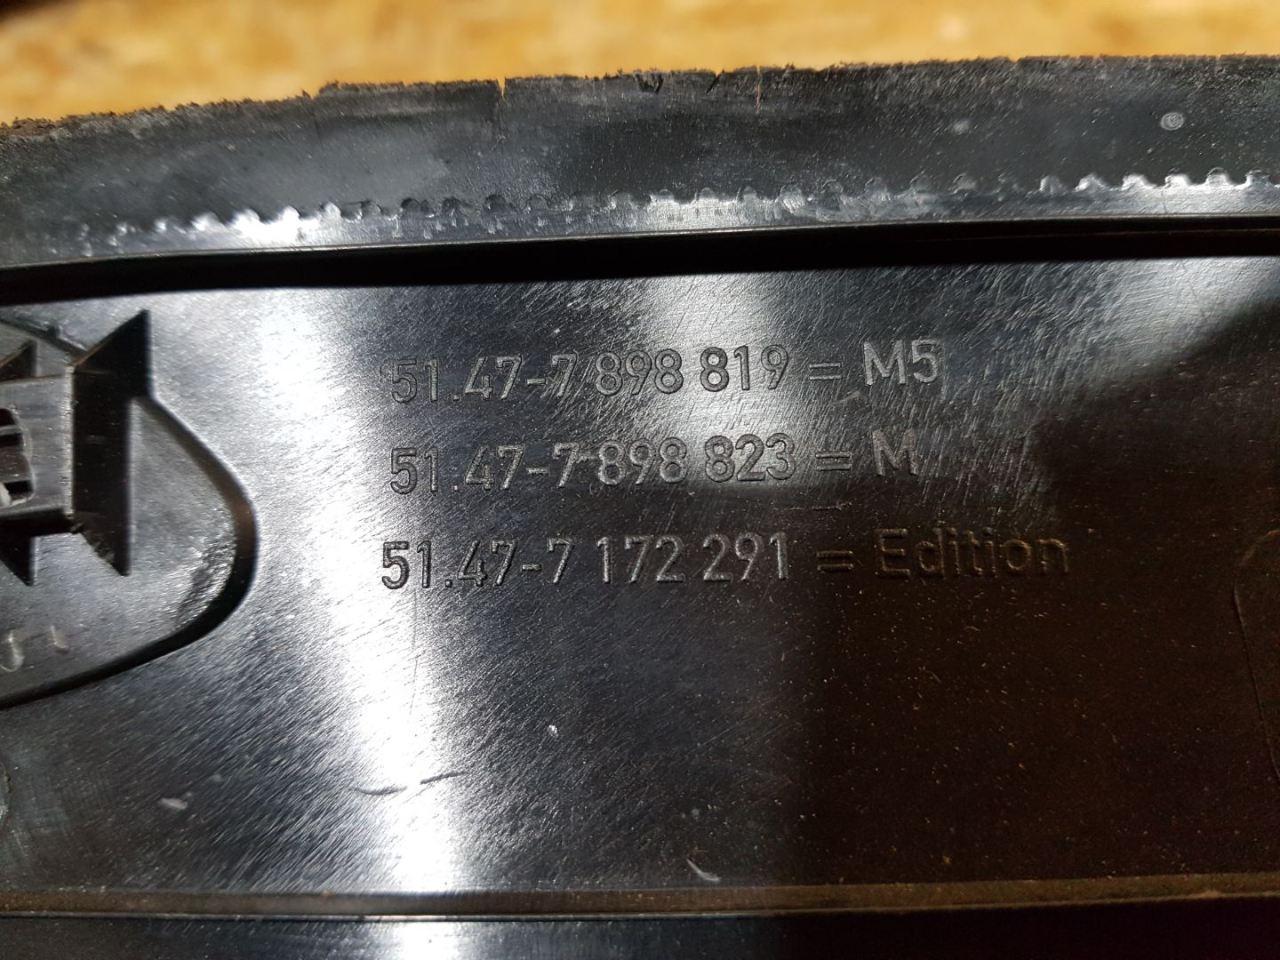 51.47-7 898 819 = M5
51.47-7 898 823 = M
51.47-7 172 291 = Edition